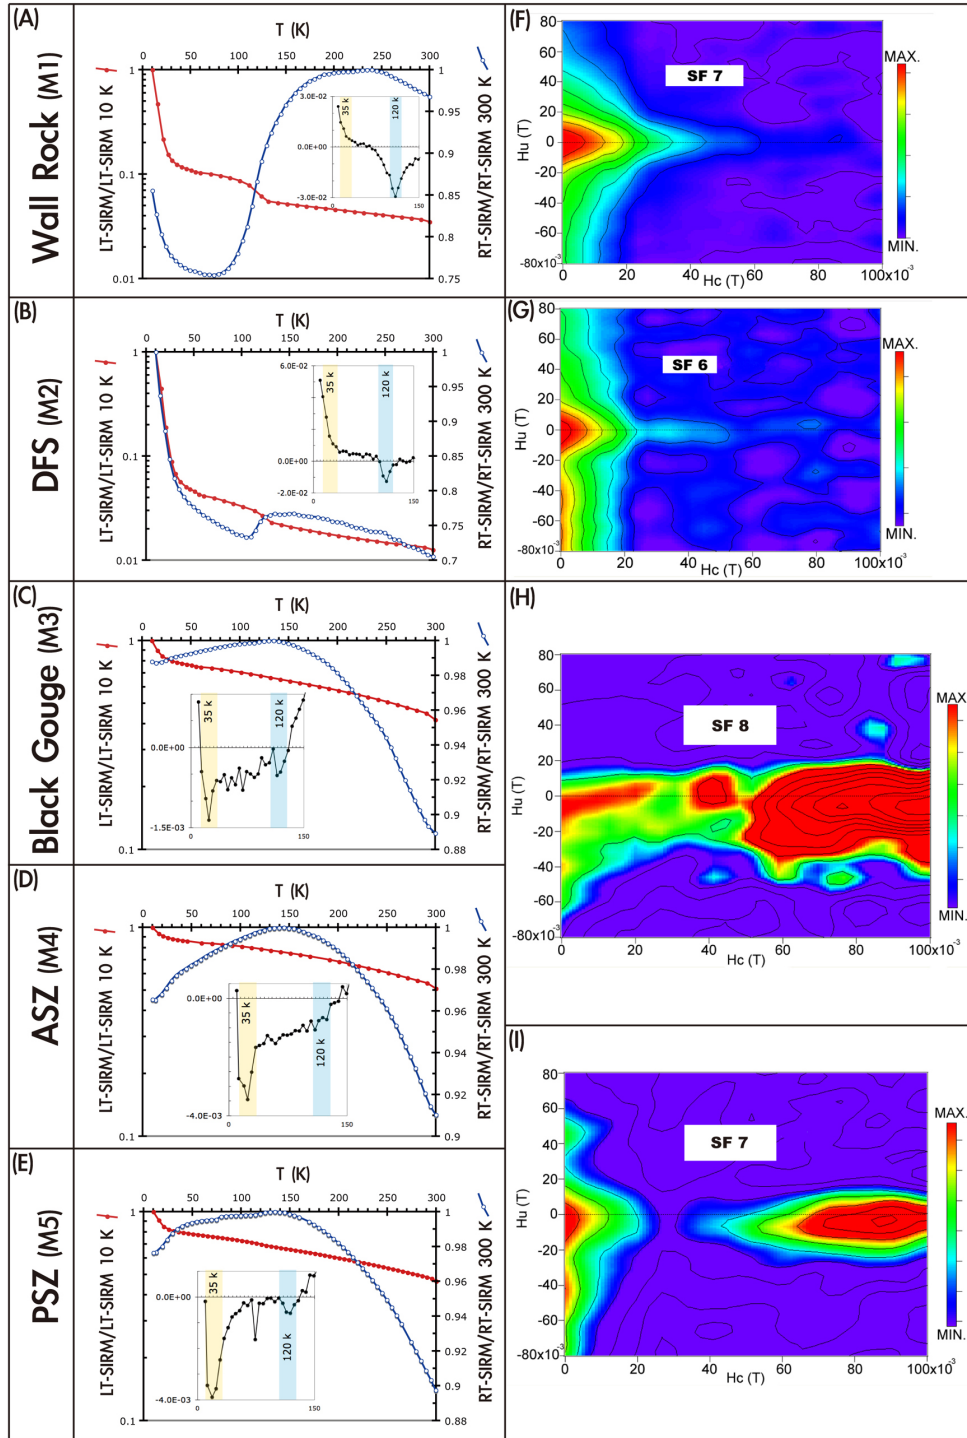 (A)
Wall Rock (M1)
T (K)
0 50 100 150 200 250 300
LT-SIRM/LT-SIRM 10 K
1
0.1
0.01
3.0E-02
0.0E+00
-3.0E-02
35 k
120 k
0 150
1
0.95
0.9
0.85
0.8
0.75
RT-SIRM/RT-SIRM 300 K
(F)
SF 7
Hu (T)
80
60
40
20
0
-20
-40
-60
-80x10-3
0 20 40 60 80 100x10-3
Hc (T)
MAX.
MIN.
(B)
DFS (M2)
T (K)
0 50 100 150 200 250 300
LT-SIRM/LT-SIRM 10 K
1
0.1
0.01
6.0E-02
0.0E+00
-2.0E-02
35 k
120 k
0 150
1
0.95
0.9
0.85
0.8
0.75
0.7
RT-SIRM/RT-SIRM 300 K
(G)
SF 6
Hu (T)
80
60
40
20
0
-20
-40
-60
-80x10-3
0 20 40 60 80 100x10-3
Hc (T)
MAX.
MIN.
(C)
Black Gouge (M3)
T (K)
0 50 100 150 200 250 300
LT-SIRM/LT-SIRM 10 K
1
0.1
0.0E+00
-1.5E-03
35 k
120 k
0 150
1
0.98
0.96
0.94
0.92
0.9
0.88
RT-SIRM/RT-SIRM 300 K
(H)
SF 8
Hu (T)
80
60
40
20
0
-20
-40
-60
-80x10-3
0 20 40 60 80 100x10-3
Hc (T)
MAX.
MIN.
(D)
ASZ (M4)
T (K)
0 50 100 150 200 250 300
LT-SIRM/LT-SIRM 10 K
1
0.1
0.0E+00
-4.0E-03
35 k
120 k
0 150
1
0.98
0.96
0.94
0.92
0.9
RT-SIRM/RT-SIRM 300 K
(E)
PSZ (M5)
T (K)
0 50 100 150 200 250 300
LT-SIRM/LT-SIRM 10 K
1
0.1
0.0E+00
-4.0E-03
35 k
120 k
0 150
1
0.98
0.96
0.94
0.92
0.9
0.88
RT-SIRM/RT-SIRM 300 K
(I)
SF 7
Hu (T)
80
60
40
20
0
-20
-40
-60
-80x10-3
0 20 40 60 80 100x10-3
Hc (T)
MAX.
MIN.